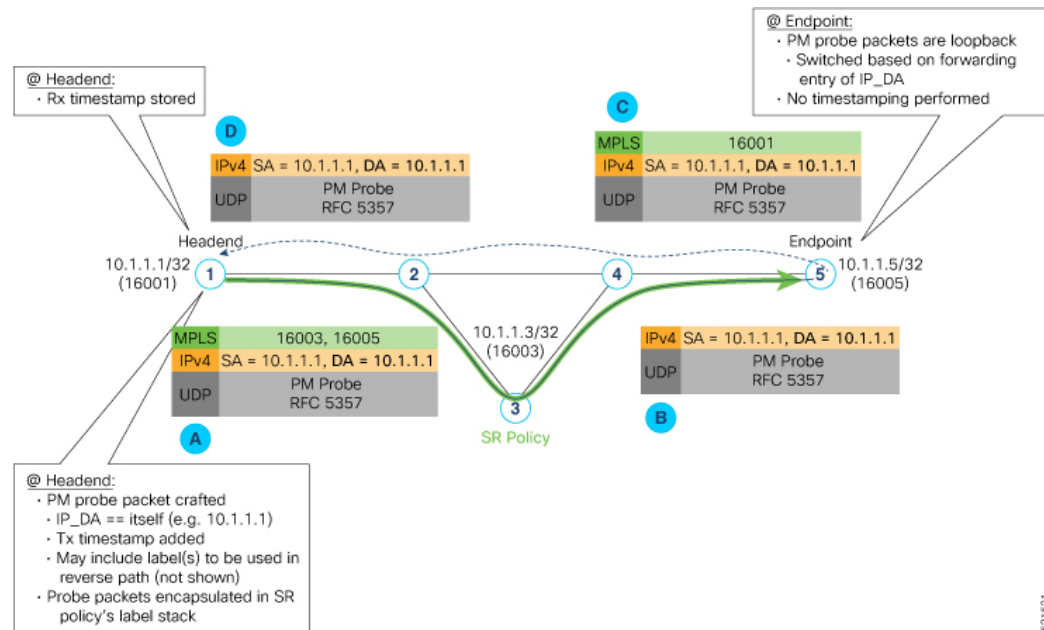 @ Endpoint:
· PM probe packets are loopback
· Switched based on forwarding
entry of IP_DA
· No timestamping performed
@ Headend:
· Rx timestamp stored
D
C
IPv4 SA = 10.1.1.1, DA = 10.1.1.1
UDP
PM Probe
RFC 5357
MPLS 16001
IPv4 SA = 10.1.1.1, DA = 10.1.1.1
UDP
PM Probe
RFC 5357
Headend
Endpoint
10.1.1.1/32
(16001)
1
2
4
5
10.1.1.5/32
(16005)
MPLS 16003, 16005
IPv4 SA = 10.1.1.1, DA = 10.1.1.1
UDP
PM Probe
RFC 5357
10.1.1.3/32
(16003)
IPv4 SA = 10.1.1.1, DA = 10.1.1.1
UDP
PM Probe
RFC 5357
3
SR Policy
A
B
@ Headend:
· PM probe packet crafted
· IP_DA == itself (e.g. 10.1.1.1)
· Tx timestamp added
· May include label(s) to be used in
reverse path (not shown)
· Probe packets encapsulated in SR
policy's label stack